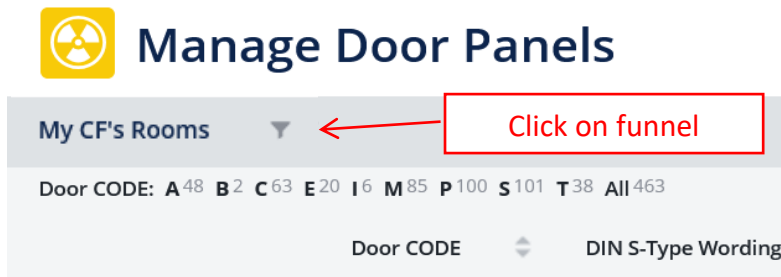 Manage Door Panels
My CF's Rooms
Click on funnel
Door CODE: A 48 B 2 C 63 E 20 I 6 M 85 P 100 S 101 T 38 All 463
Door CODE DIN S-Type Wording